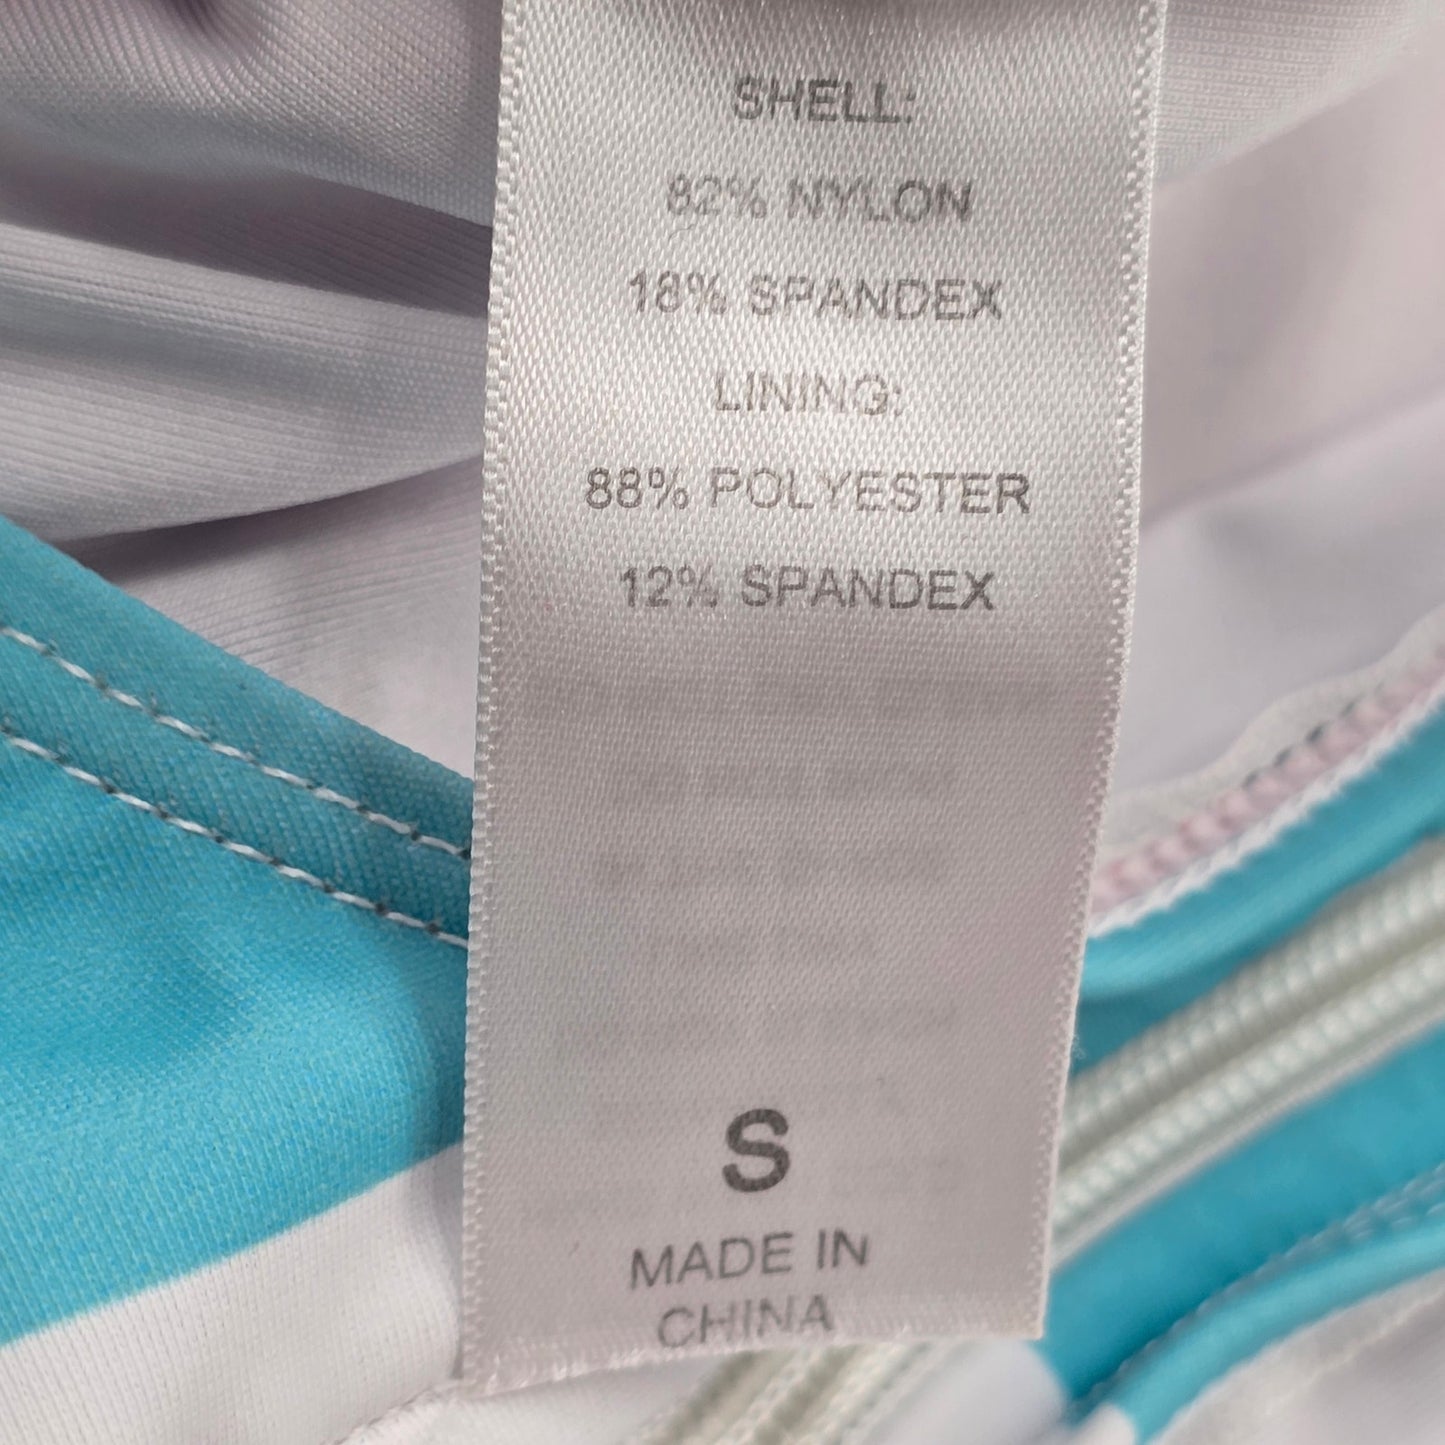 SHELL:
82% NYLON
18% SPANDEX
LINING:
88% POLYESTER
12% SPANDEX
S
MADE IN
CHINA